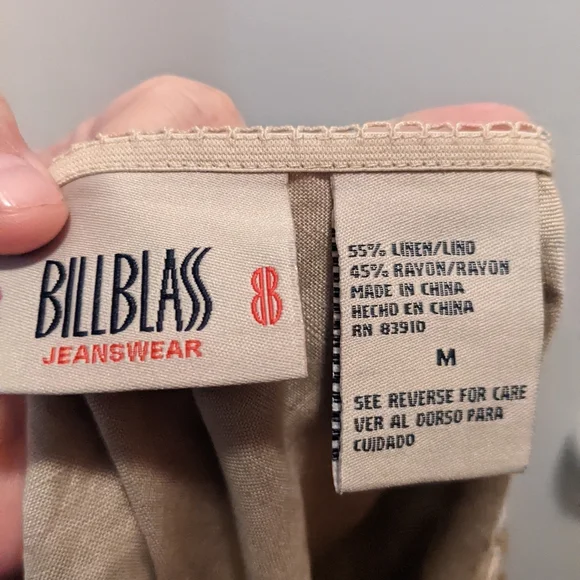 BILLBLASS
JEANSWEAR
BB
55% LINEN/LINO
45% RAYON/RAYON
MADE IN CHINA
HECHO EN CHINA
RN 83910
M
SEE REVERSE FOR CARE
VER AL DORSO PARA
CUIDADO